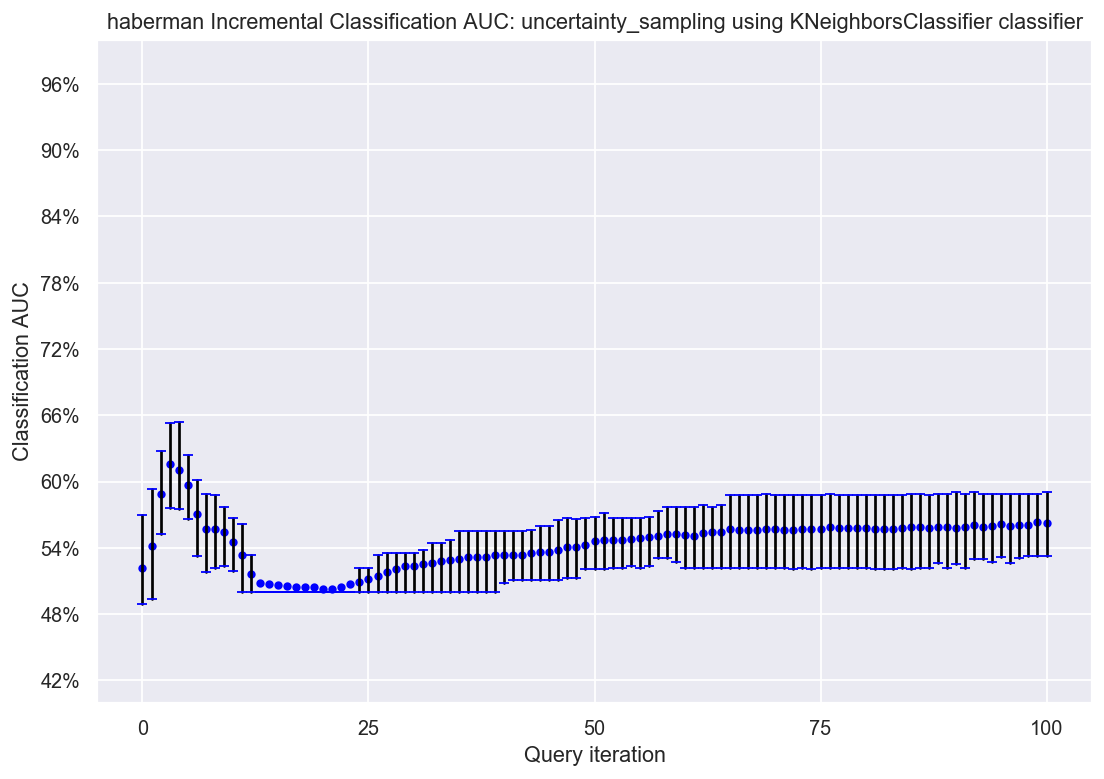 haberman Incremental Classification AUC: uncertainty_sampling using KNeighborsClassifier classifier
96%
90%
84%
78%
72%
66%
60%
54%
48%
42%
Classification AUC
0 25 50 75 100
Query iteration